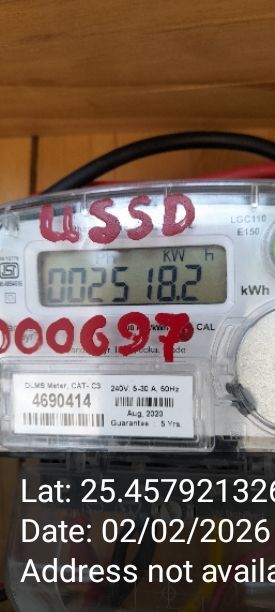 LGC110
E150
USSD
KW h
002518.2
kWh
000697
CAL
DLMS Meter, CAT- C3
4690414
240V, 5-30 A, 50Hz
Aug, 2020
Guarantee : 5 Yrs.
Lat: 25.457921326
Date: 02/02/2026
Address not availa